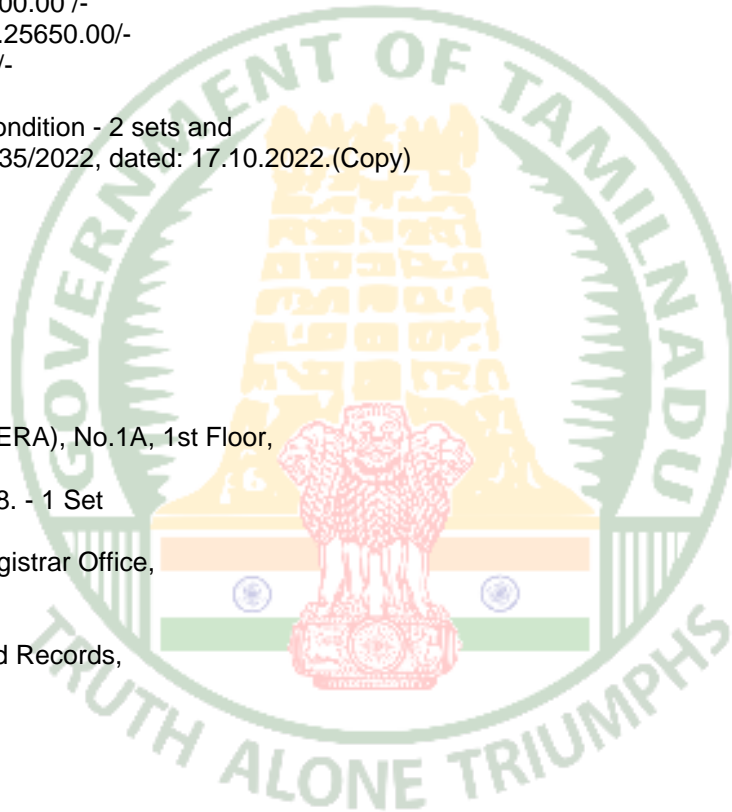 00.00 /-
.25650.00/-
/-
ondition - 2 sets and
35/2022, dated: 17.10.2022.(Copy)
GOVERNMENT OF TAMILNADU
ERA), No.1A, 1st Floor,
8. - 1 Set
gistrar Office,
d Records,
TRUTH ALONE TRIUMPHS